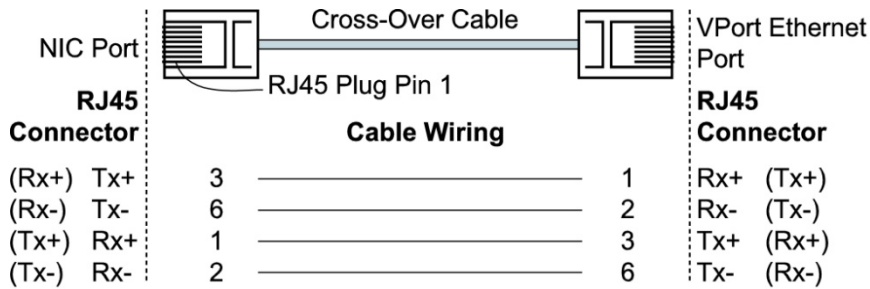 Cross-Over Cable
NIC Port
VPort Ethernet
Port
RJ45 Plug Pin 1
RJ45
Connector
Cable Wiring
RJ45
Connector
(Rx+) Tx+ 3 1 Rx+ (Tx+)
(Rx-) Tx- 6 2 Rx- (Tx-)
(Tx+) Rx+ 1 3 Tx+ (Rx+)
(Tx-) Rx- 2 6 Tx- (Rx-)